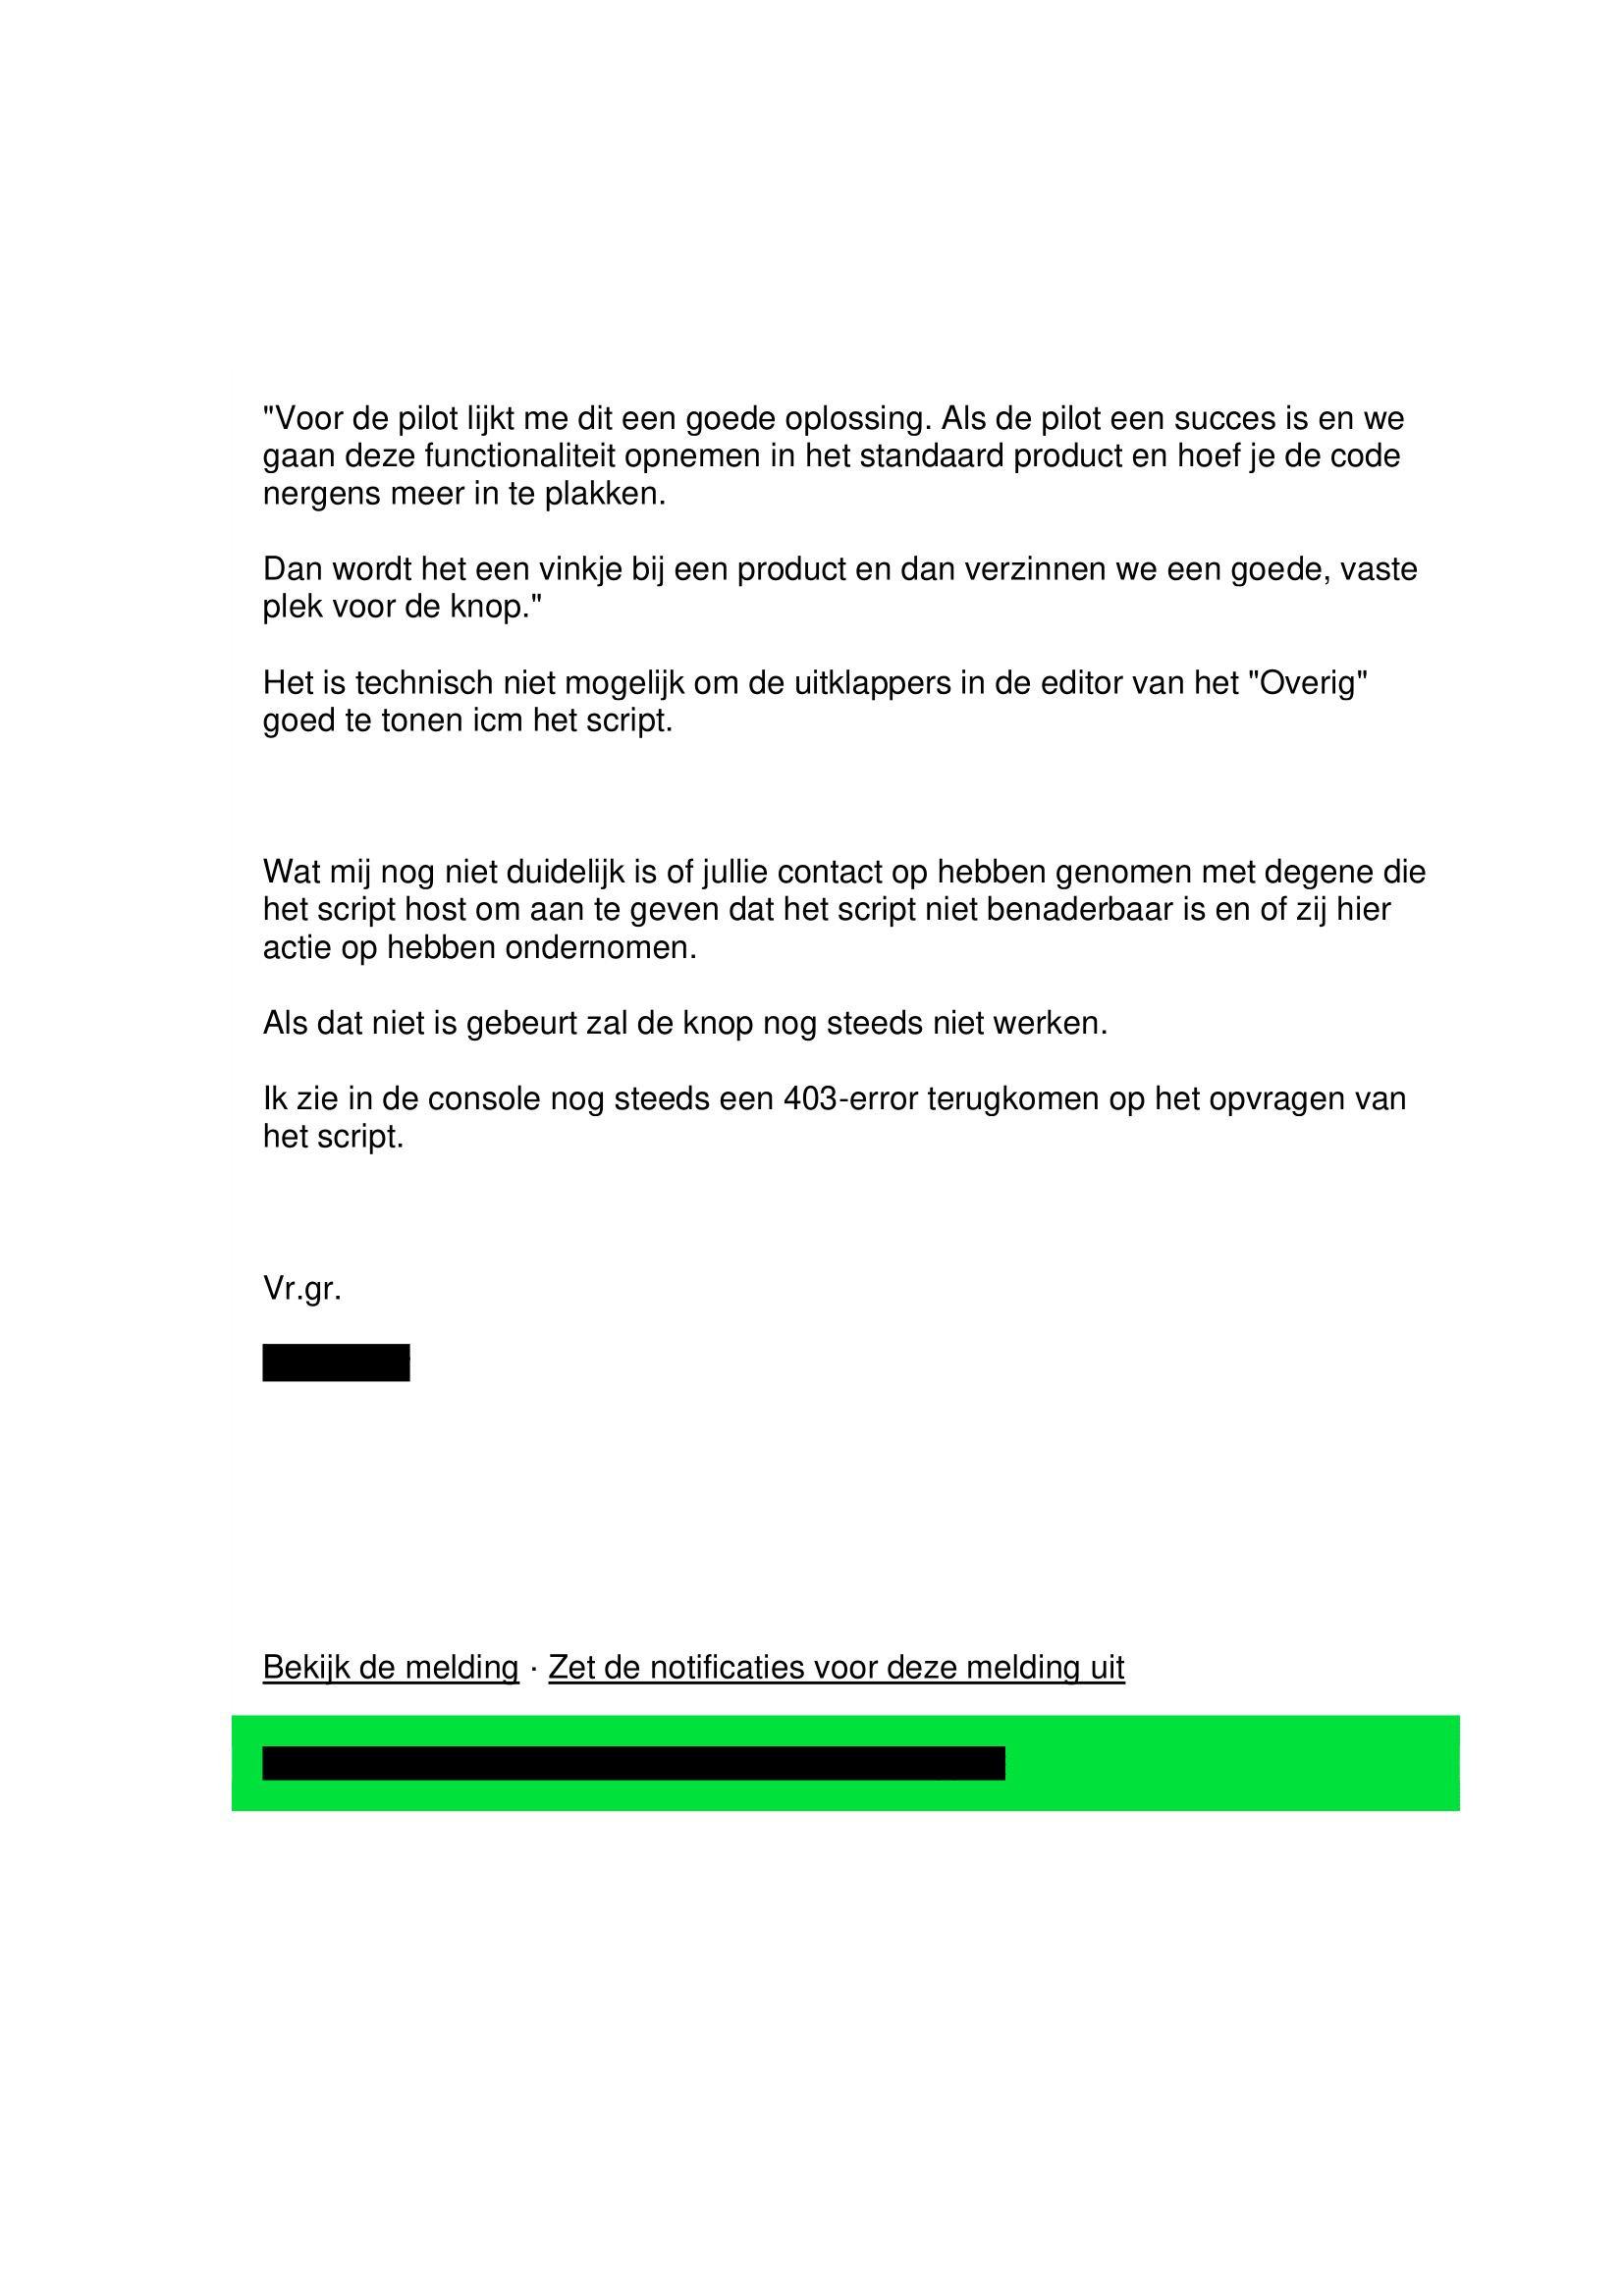 "Voor de pilot lijkt me dit een goede oplossing. Als de pilot een succes is en we
gaan deze functionaliteit opnemen in het standaard product en hoef je de code
nergens meer in te plakken.
Dan wordt het een vinkje bij een product en dan verzinnen we een goede, vaste
plek voor de knop."
Het is technisch niet mogelijk om de uitklappers in de editor van het "Overig"
goed te tonen icm het script.
Wat mij nog niet duidelijk is of jullie contact op hebben genomen met degene die
het script host om aan te geven dat het script niet benaderbaar is en of zij hier
actie op hebben ondernomen.
Als dat niet is gebeurt zal de knop nog steeds niet werken.
Ik zie in de console nog steeds een 403-error terugkomen op het opvragen van
het script.
Vr.gr.
Bekijk de melding · Zet de notificaties voor deze melding uit